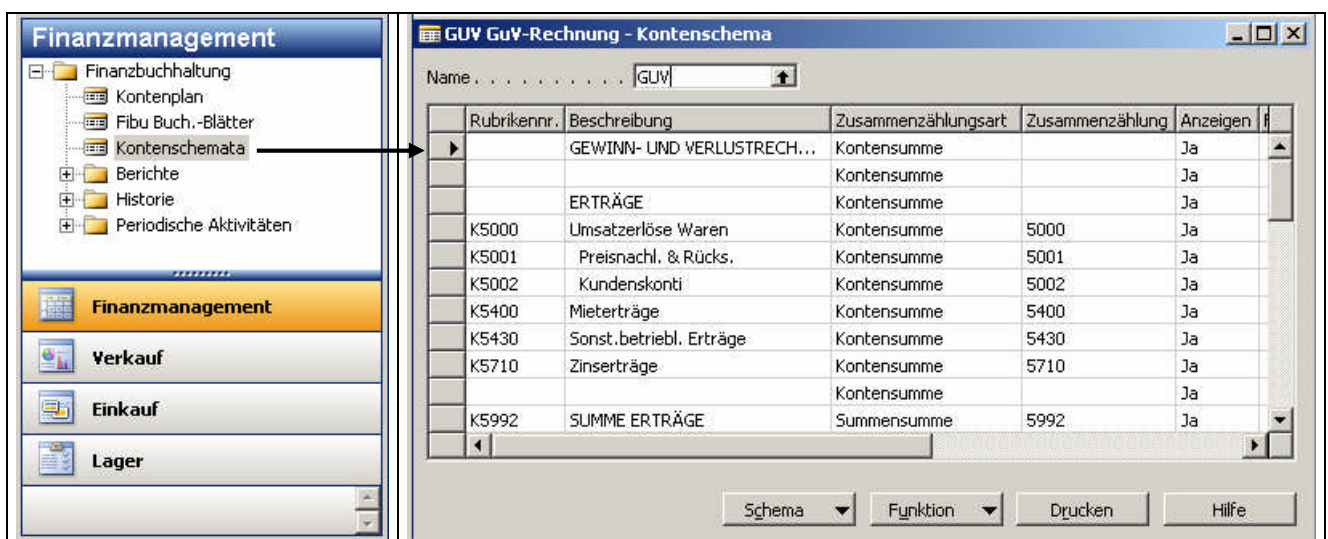 Finanzmanagement
Finanzbuchhaltung
Kontenplan
Fibu Buch.-Blätter
Kontenschemata
Berichte
Historie
Periodische Aktivitäten
Finanzmanagement
Verkauf
Einkauf
Lager
GUV GuV-Rechnung - Kontenschema
Name . . . . . . . . . . GUV
Rubrikennr. Beschreibung Zusammenzählungsart Zusammenzählung Anzeigen
GEWINN- UND VERLUSTRECH... Kontensumme Ja
Kontensumme Ja
ERTRÄGE Kontensumme Ja
K5000 Umsatzerlöse Waren Kontensumme 5000 Ja
K5001 Preisnachl. & Rücks. Kontensumme 5001 Ja
K5002 Kundenskonti Kontensumme 5002 Ja
K5400 Mieterträge Kontensumme 5400 Ja
K5430 Sonst.betriebl. Erträge Kontensumme 5430 Ja
K5710 Zinserträge Kontensumme 5710 Ja
Kontensumme Ja
K5992 SUMME ERTRÄGE Summensumme 5992 Ja
Schema Funktion Drucken Hilfe